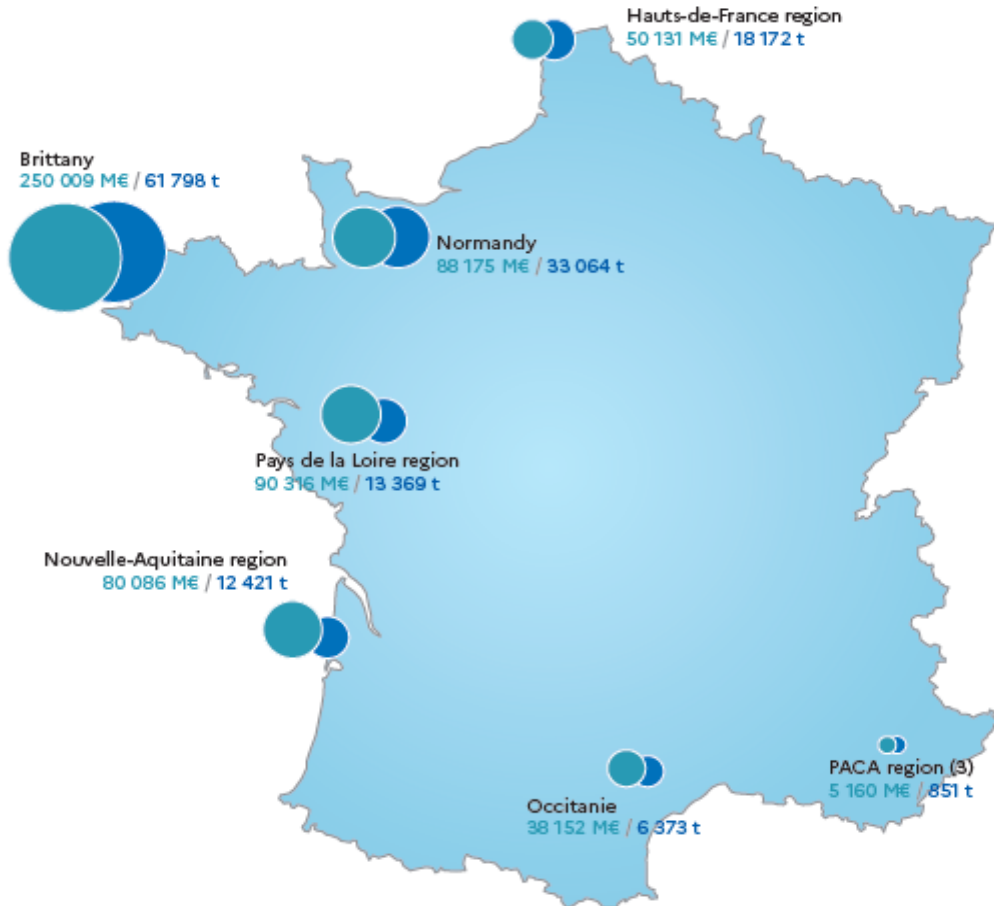 Hauts-de-France region
50 131 M€ / 18 172 t
Brittany
250 009 M€ / 61 798 t
Normandy
88 175 M€ / 33 064 t
Pays de la Loire region
90 316 M€ / 13 369 t
Nouvelle-Aquitaine region
80 086 M€ / 12 421 t
PACA region (3)
5 160 M€ / 851 t
Occitanie
38 152 M€ / 6 373 t